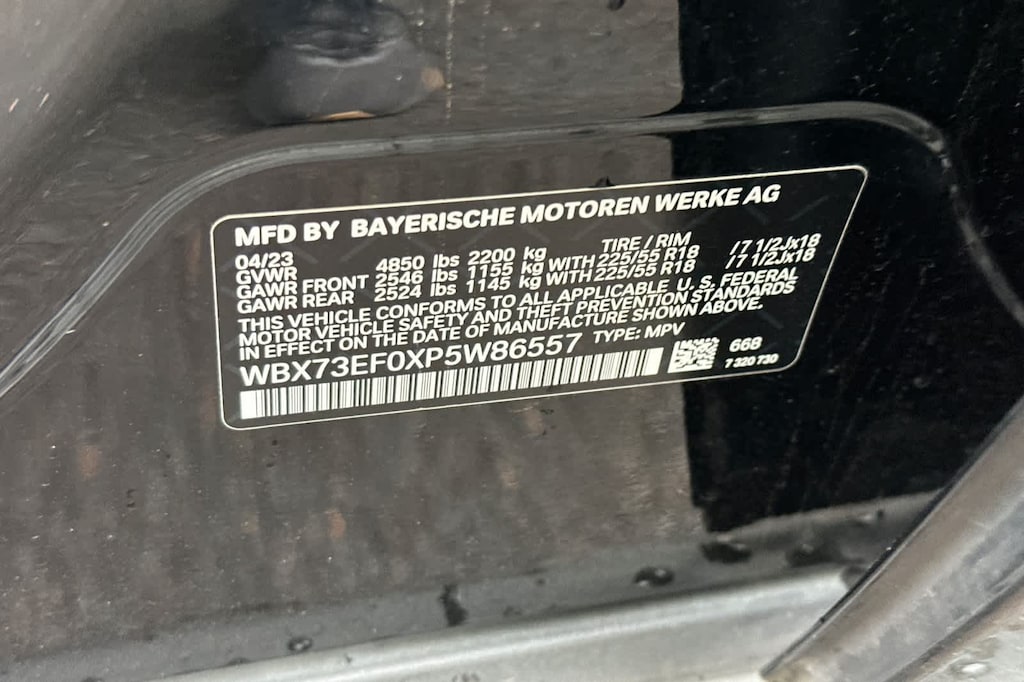 MFD BY BAYERISCHE MOTOREN WERKE AG
04/23 TIRE / RIM
GVWR 4850 lbs 2200 kg
GAWR FRONT 2546 lbs 1155 kg WITH 225/55 R18 /7 1/2Jx18
GAWR REAR 2524 lbs 1145 kg WITH 225/55 R18 /7 1/2Jx18
THIS VEHICLE CONFORMS TO ALL APPLICABLE U. S. FEDERAL
MOTOR VEHICLE SAFETY AND THEFT PREVENTION STANDARDS
IN EFFECT ON THE DATE OF MANUFACTURE SHOWN ABOVE.
WBX73EF0XP5W86557 TYPE: MPV
668
7 320 730